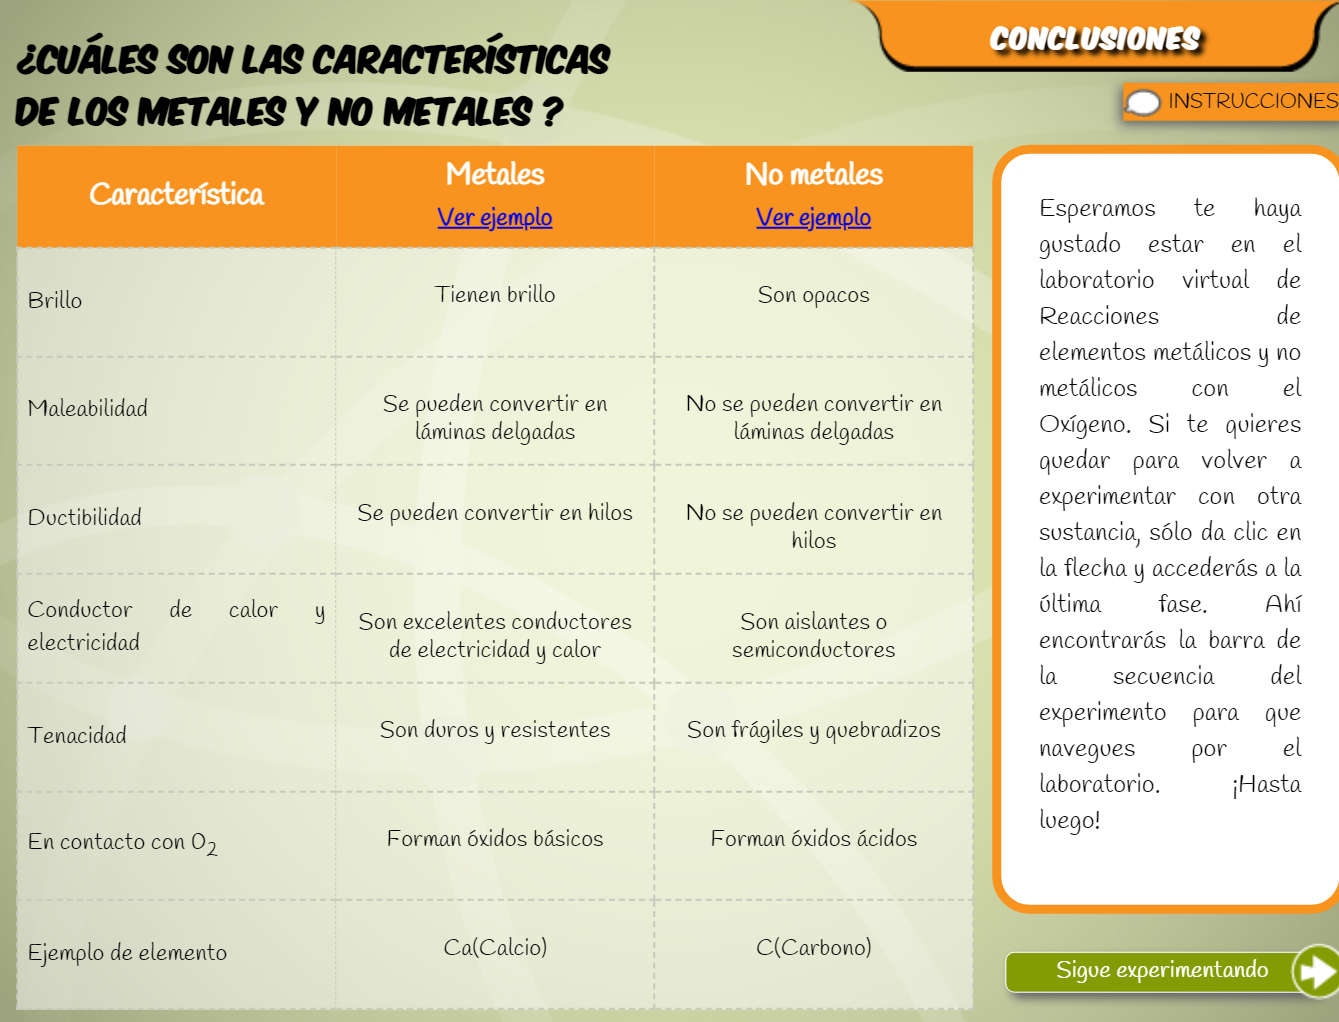 ¿CUÁLES SON LAS CARACTERÍSTICAS
DE LOS METALES Y NO METALES ?
Característica
Metales
Ver ejemplo
No metales
Ver ejemplo
Brillo
Tienen brillo
Son opacos
Maleabilidad
Se pueden convertir en
láminas delgadas
No se pueden convertir en
láminas delgadas
Ductibilidad
Se pueden convertir en hilos
No se pueden convertir en
hilos
Conductor de calor y
electricidad
Son excelentes conductores
de electricidad y calor
Son aislantes o
semiconductores
Tenacidad
Son duros y resistentes
Son frágiles y quebradizos
En contacto con O2
Forman óxidos básicos
Forman óxidos ácidos
Ejemplo de elemento
Ca(Calcio)
C(Carbono)
CONCLUSIONES
INSTRUCCIONES
Esperamos te haya
gustado estar en el
laboratorio virtual de
Reacciones de
elementos metálicos y no
metálicos con el
Oxígeno. Si te quieres
quedar para volver a
experimentar con otra
sustancia, sólo da clic en
la flecha y accederás a la
última fase. Ahí
encontrarás la barra de
la secuencia del
experimento para que
navegues por el
laboratorio. ¡Hasta
luego!
Sigue experimentando